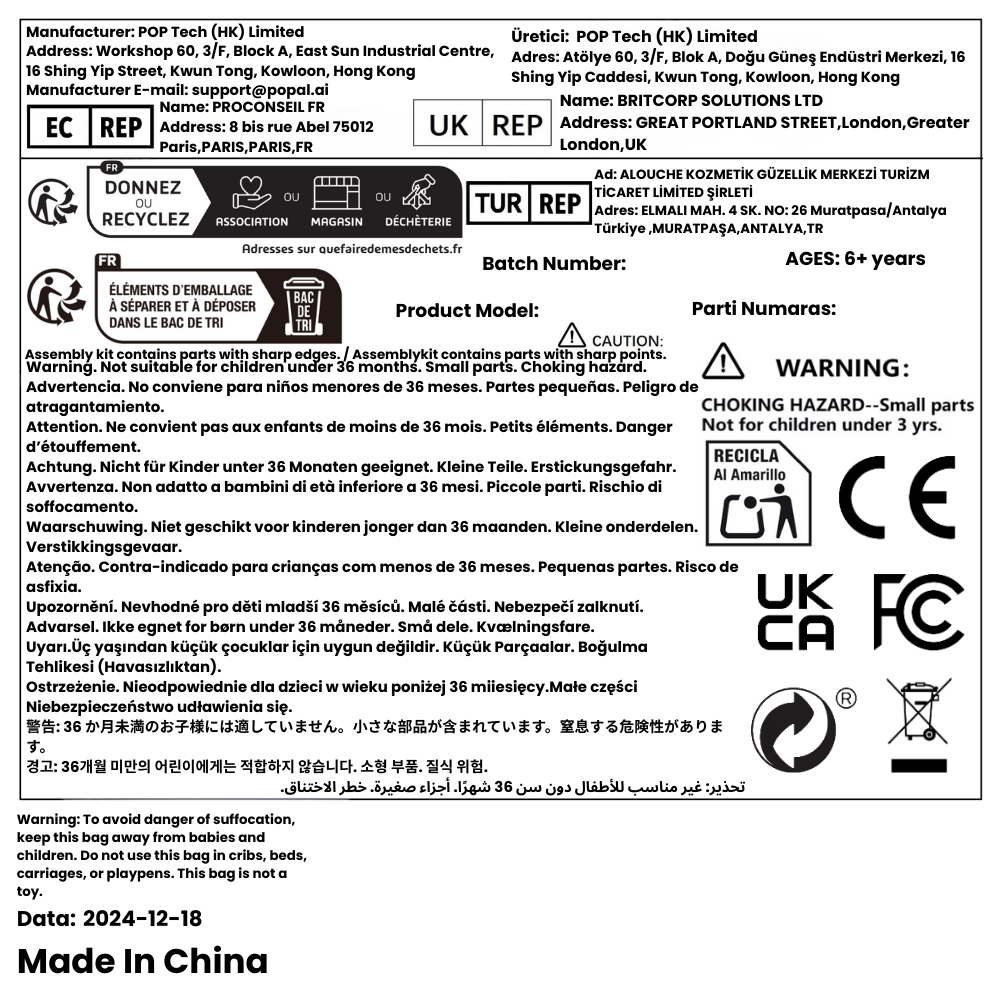 Manufacturer: POP Tech (HK) Limited
Address: Workshop 60, 3/F, Block A, East Sun Industrial Centre,
16 Shing Yip Street, Kwun Tong, Kowloon, Hong Kong
Manufacturer E-mail: support@popal.ai
Üretici: POP Tech (HK) Limited
Adres: Atölye 60, 3/F, Blok A, Doğu Güneş Endüstri Merkezi, 16
Shing Yip Caddesi, Kwun Tong, Kowloon, Hong Kong
EC REP
Name: PROCONSEIL FR
Address: 8 bis rue Abel 75012
Paris,PARIS,PARIS,FR
UK REP
Name: BRITCORP SOLUTIONS LTD
Address: GREAT PORTLAND STREET,London,Greater
London,UK
FR
DONNEZ
OU
RECYCLEZ
ASSOCIATION
OU
MAGASIN
OU
DÉCHÈTERIE
Adresses sur quefairedemesdechets.fr
TUR REP
Ad: ALOUCHE KOZMETİK GÜZELLİK MERKEZİ TURİZM
TİCARET LİMİTED ŞİRLETİ
Adres: ELMALI MAH. 4 SK. NO: 26 Muratpasa/Antalya
Türkiye ,MURATPAŞA,ANTALYA,TR
FR
ÉLÉMENTS D'EMBALLAGE
À SÉPARER ET À DÉPOSER
DANS LE BAC DE TRI
BAC
DE
TRI
Batch Number:
AGES: 6+ years
Product Model:
Parti Numaras:
CAUTION:
Assembly kit contains parts with sharp edges. / Assemblykit contains parts with sharp points.
Warning. Not suitable for children under 36 months. Small parts. Choking hazard.
Advertencia. No conviene para niños menores de 36 meses. Partes pequeñas. Peligro de
atragantamiento.
Attention. Ne convient pas aux enfants de moins de 36 mois. Petits éléments. Danger
d’étouffement.
Achtung. Nicht für Kinder unter 36 Monaten geeignet. Kleine Teile. Erstickungsgefahr.
Avvertenza. Non adatto a bambini di età inferiore a 36 mesi. Piccole parti. Rischio di
soffocamento.
Waarschuwing. Niet geschikt voor kinderen jonger dan 36 maanden. Kleine onderdelen.
Verstikkingsgevaar.
Atenção. Contra-indicado para crianças com menos de 36 meses. Pequenas partes. Risco de
asfixia.
Upozornění. Nevhodné pro děti mladší 36 měsíců. Malé části. Nebezpečí zalknutí.
Advarsel. Ikke egnet for børn under 36 måneder. Små dele. Kvælningsfare.
Uyarı.Üç yaşından küçük çocuklar için uygun değildir. Küçük Parçaalar. Boğulma
Tehlikesi (Havasızlıktan).
Ostrzeżenie. Nieodpowiednie dla dzieci w wieku poniżej 36 miiesięcy.Małe części
Niebezpieczeństwo udławienia się.
警告: 36 か月未満のお子様には適していません。小さな部品が含まれています。窒息する危険性がありま
す。
경고: 36개월 미만의 어린이에게는 적합하지 않습니다. 소형 부품. 질식 위험.
تحذير: غير مناسب للأطفال دون سن 36 شهرًا. أجزاء صغيرة. خطر الاختناق.
WARNING:
CHOKING HAZARD--Small parts
Not for children under 3 yrs.
RECICLA
Al Amarillo
CE
UK
CA
FC
®
Warning: To avoid danger of suffocation,
keep this bag away from babies and
children. Do not use this bag in cribs, beds,
carriages, or playpens. This bag is not a
toy.
Data: 2024-12-18
Made In China